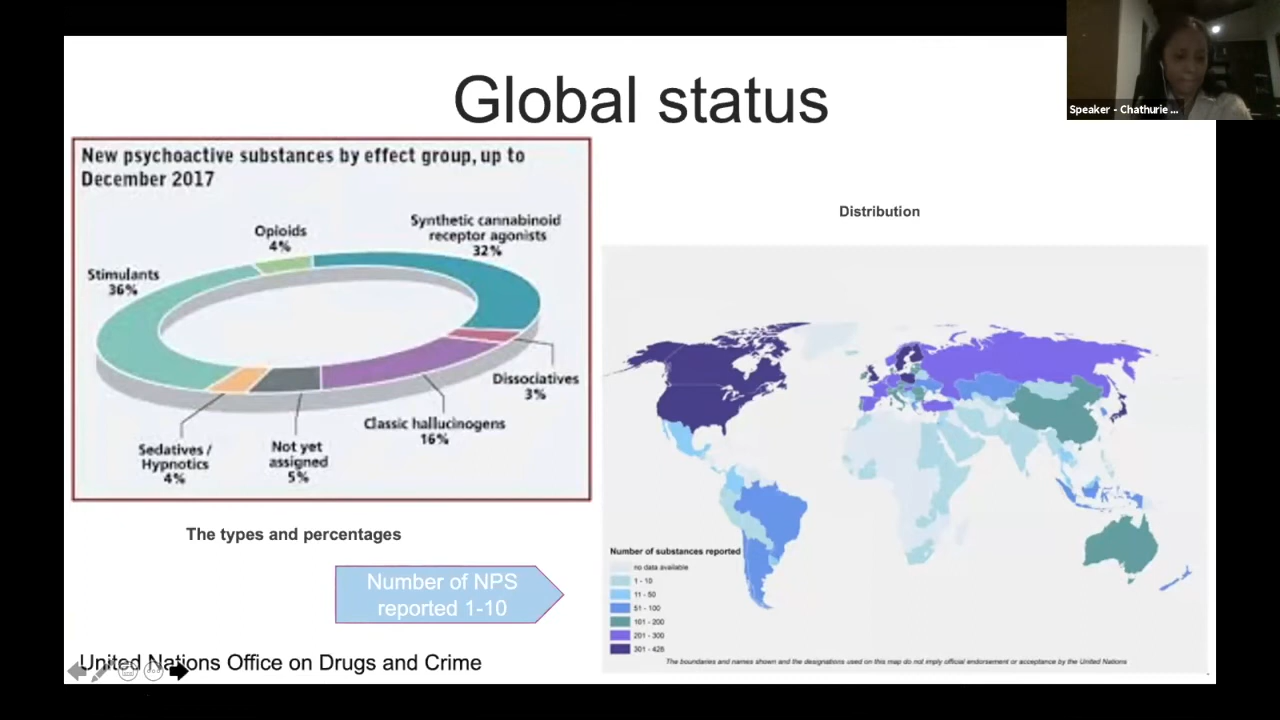 Global status
Speaker - Chathurie ...
New psychoactive substances by effect group, up to
December 2017
Opioids
4%
Synthetic cannabinoid
receptor agonists
32%
Stimulants
36%
Dissociatives
3%
Classic hallucinogens
16%
Not yet
assigned
5%
Sedatives /
Hypnotics
4%
The types and percentages
Number of NPS
reported 1-10
United Nations Office on Drugs and Crime
Distribution
Number of substances reported
no data available
1 - 10
11 - 50
51 - 100
101 - 200
201 - 300
301 - 428
The boundaries and names shown and the designations used on this map do not imply official endorsement or acceptance by the United Nations